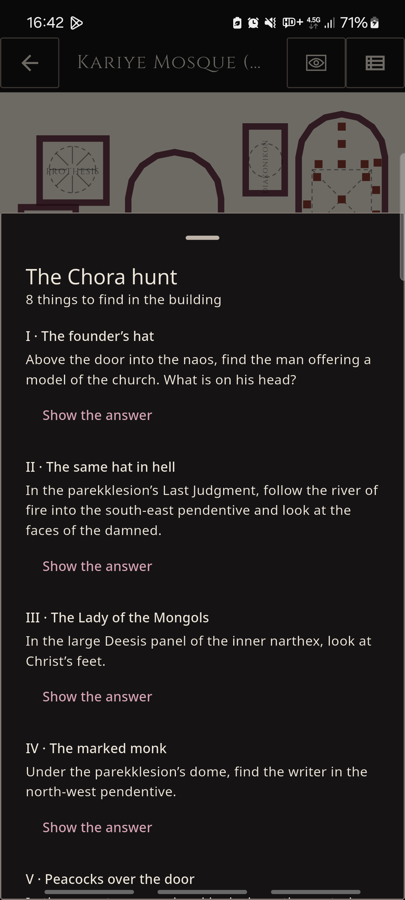 16:42
HD+ 4.5G 71%
KARIYE MOSQUE (...
PROTHESIS
DIAKONIKON
The Chora hunt
8 things to find in the building
I · The founder’s hat
Above the door into the naos, find the man offering a
model of the church. What is on his head?
Show the answer
II · The same hat in hell
In the parekklesion’s Last Judgment, follow the river of
fire into the south-east pendentive and look at the
faces of the damned.
Show the answer
III · The Lady of the Mongols
In the large Deesis panel of the inner narthex, look at
Christ’s feet.
Show the answer
IV · The marked monk
Under the parekklesion’s dome, find the writer in the
north-west pendentive.
Show the answer
V · Peacocks over the door